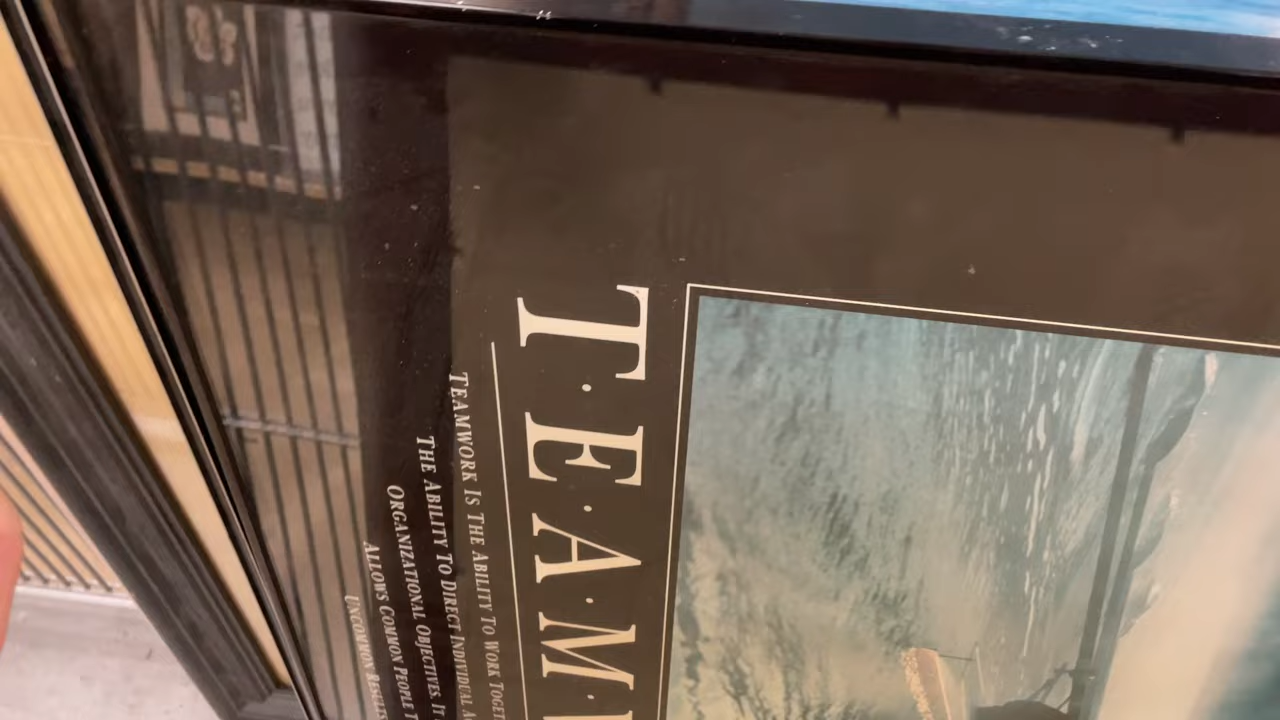 T·E·A·M
TEAMWORK IS THE ABILITY TO WORK
THE ABILITY TO DIRECT INDIVIDUAL
ORGANIZATIONAL OBJECTIVES. IT
ALLOWS COMMON PEOPLE
UNCOMMON RESULTS